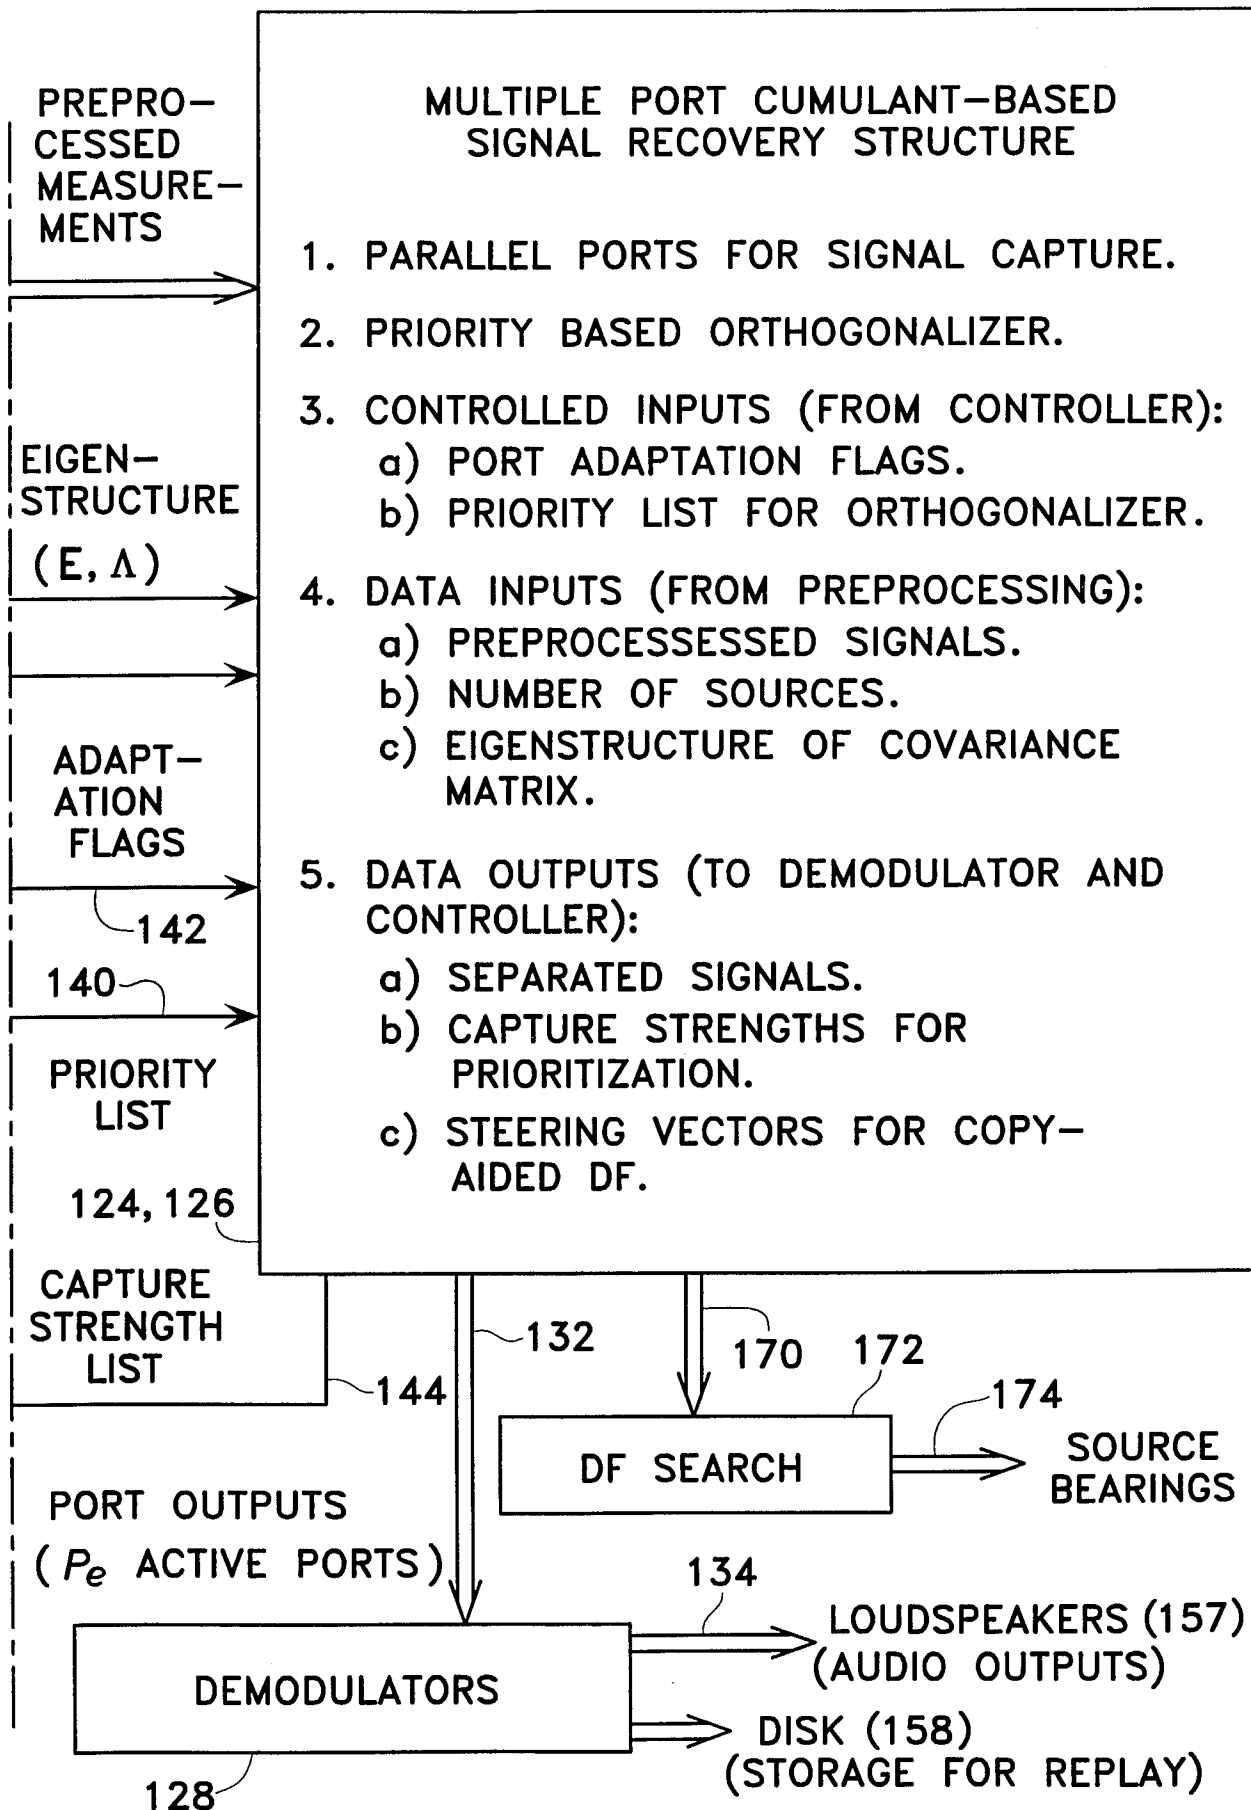 PREPRO-
CESSED
MEASURE-
MENTS
EIGEN-
STRUCTURE
(E, Λ)
ADAPT-
ATION
FLAGS
142
140
PRIORITY
LIST
124, 126
CAPTURE
STRENGTH
LIST
144
MULTIPLE PORT CUMULANT-BASED
SIGNAL RECOVERY STRUCTURE
1. PARALLEL PORTS FOR SIGNAL CAPTURE.
2. PRIORITY BASED ORTHOGONALIZER.
3. CONTROLLED INPUTS (FROM CONTROLLER):
a) PORT ADAPTATION FLAGS.
b) PRIORITY LIST FOR ORTHOGONALIZER.
4. DATA INPUTS (FROM PREPROCESSING):
a) PREPROCESSESSED SIGNALS.
b) NUMBER OF SOURCES.
c) EIGENSTRUCTURE OF COVARIANCE
MATRIX.
5. DATA OUTPUTS (TO DEMODULATOR AND
CONTROLLER):
a) SEPARATED SIGNALS.
b) CAPTURE STRENGTHS FOR
PRIORITIZATION.
c) STEERING VECTORS FOR COPY-
AIDED DF.
132
170
172
174
DF SEARCH
SOURCE
BEARINGS
PORT OUTPUTS
(Pe ACTIVE PORTS)
134
DEMODULATORS
128
LOUDSPEAKERS (157)
(AUDIO OUTPUTS)
DISK (158)
(STORAGE FOR REPLAY)